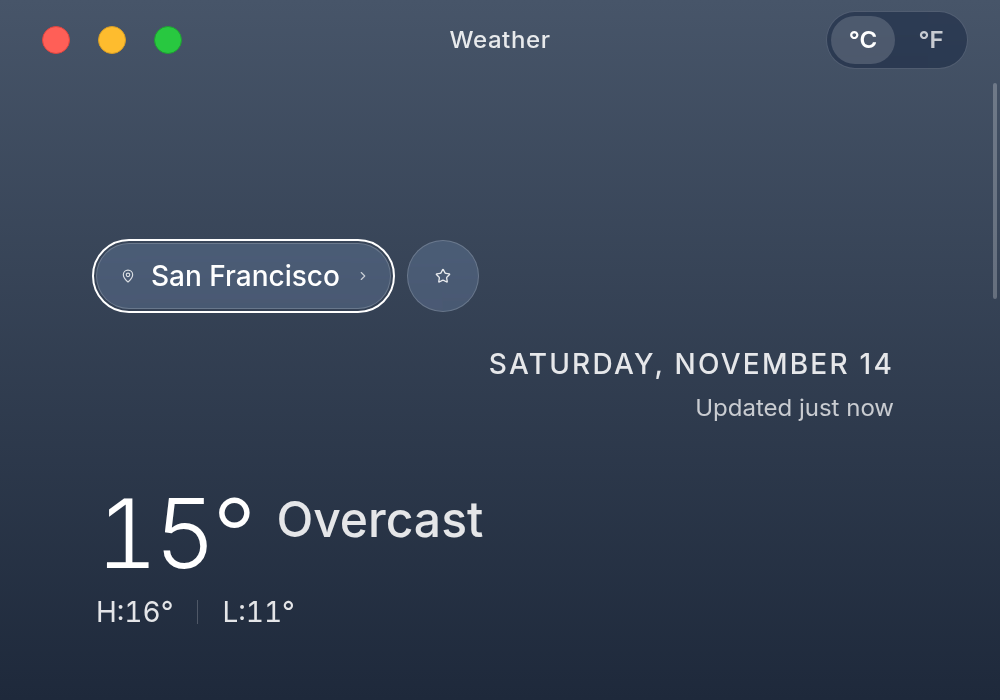 Weather
°C °F
San Francisco
SATURDAY, NOVEMBER 14
Updated just now
15° Overcast
H:16° L:11°